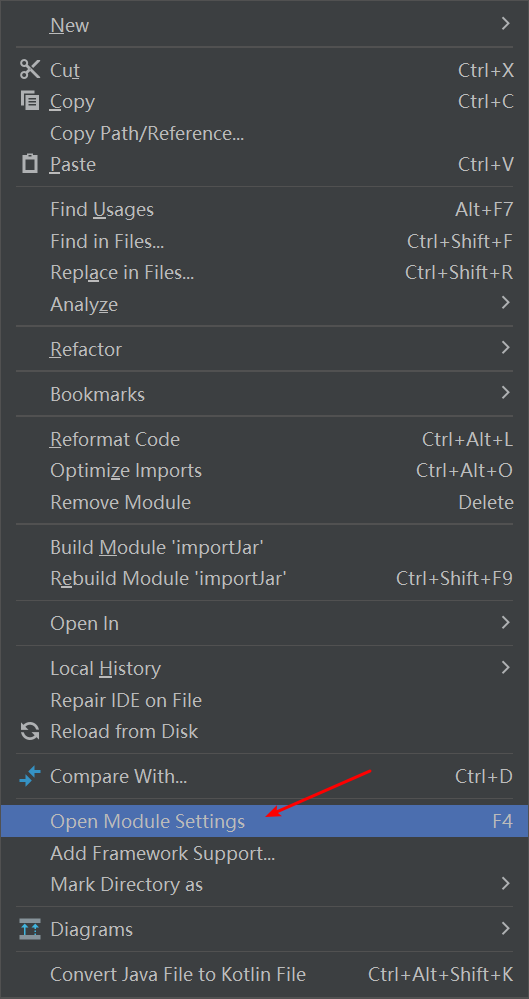 New
Cut Ctrl+X
Copy Ctrl+C
Copy Path/Reference...
Paste Ctrl+V
Find Usages Alt+F7
Find in Files... Ctrl+Shift+F
Replace in Files... Ctrl+Shift+R
Analyze
Refactor
Bookmarks
Reformat Code Ctrl+Alt+L
Optimize Imports Ctrl+Alt+O
Remove Module Delete
Build Module 'importJar'
Rebuild Module 'importJar' Ctrl+Shift+F9
Open In
Local History
Repair IDE on File
Reload from Disk
Compare With... Ctrl+D
Open Module Settings F4
Add Framework Support...
Mark Directory as
Diagrams
Convert Java File to Kotlin File Ctrl+Alt+Shift+K